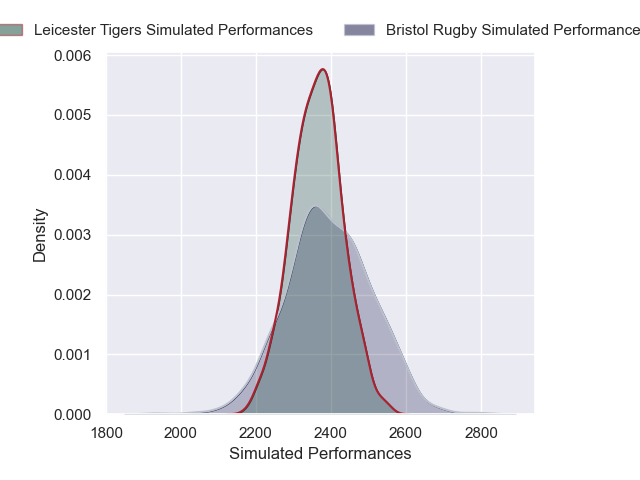 Leicester Tigers Simulated Performances
Bristol Rugby Simulated Performance
0.006
0.005
0.004
0.003
0.002
0.001
0.000
Density
1800 2000 2200 2400 2600 2800
Simulated Performances